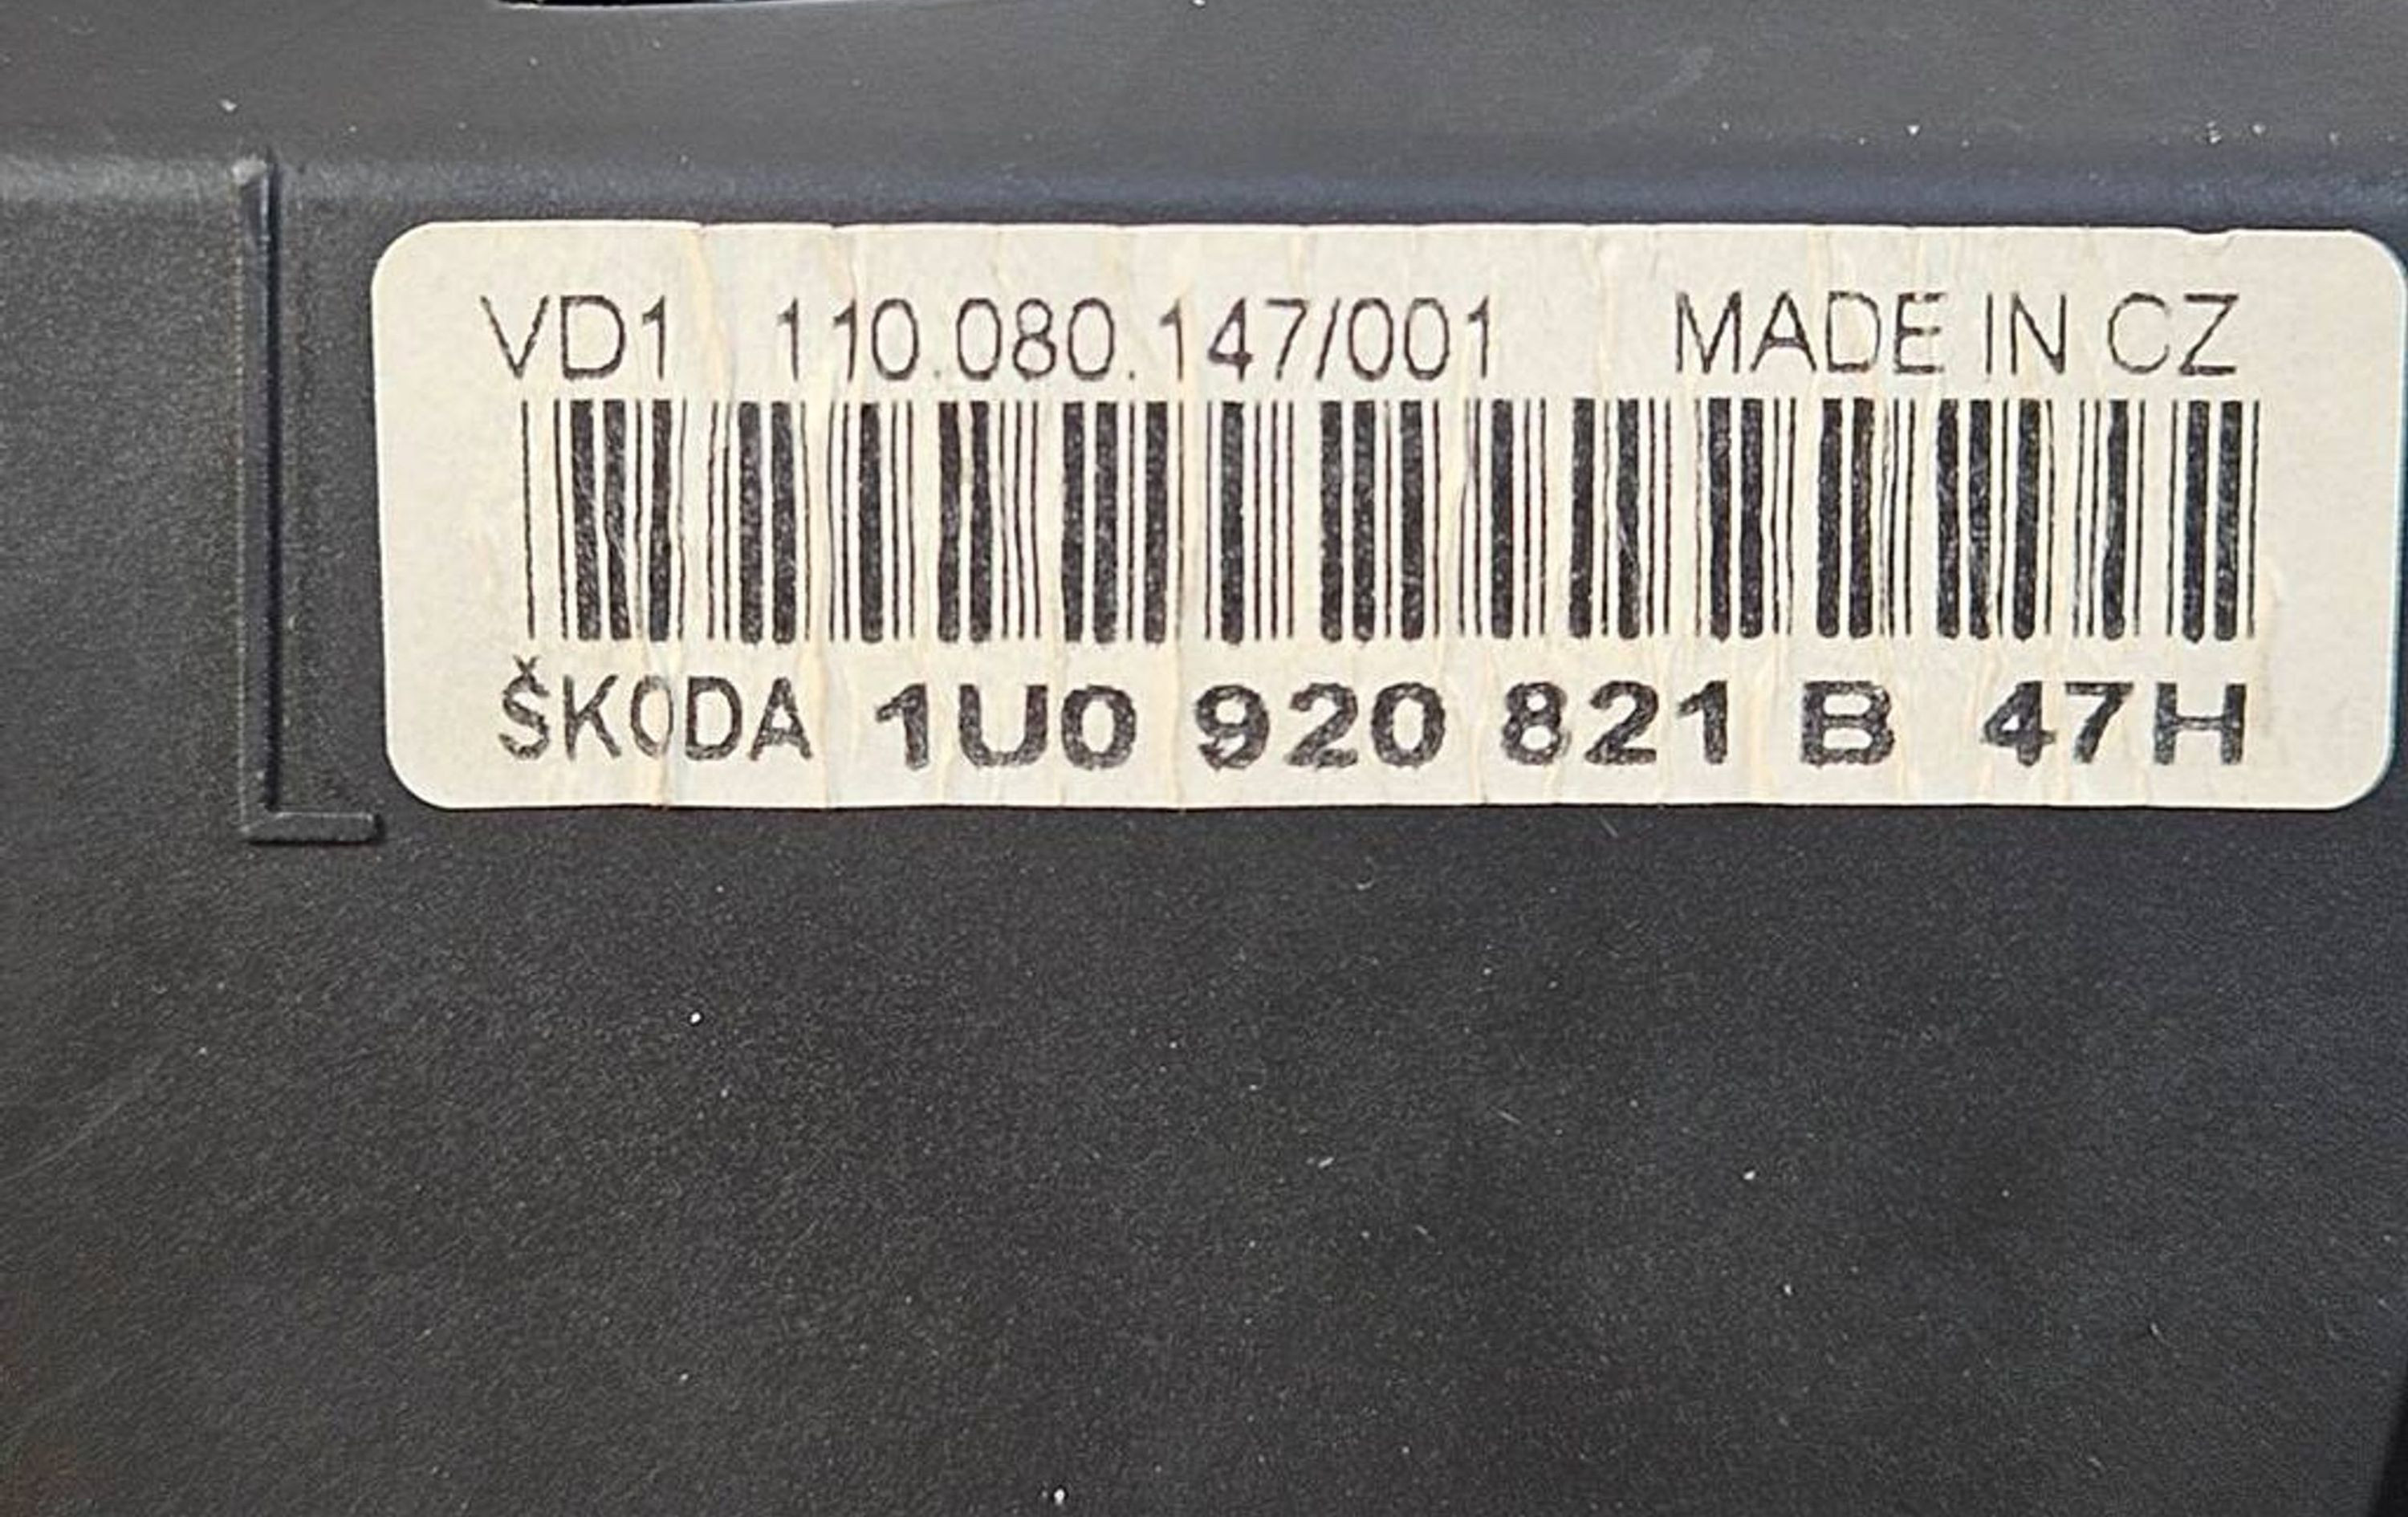 VD1 110.080.147/001 MADE IN CZ
ŠKODA 1U0 920 821 B 47H